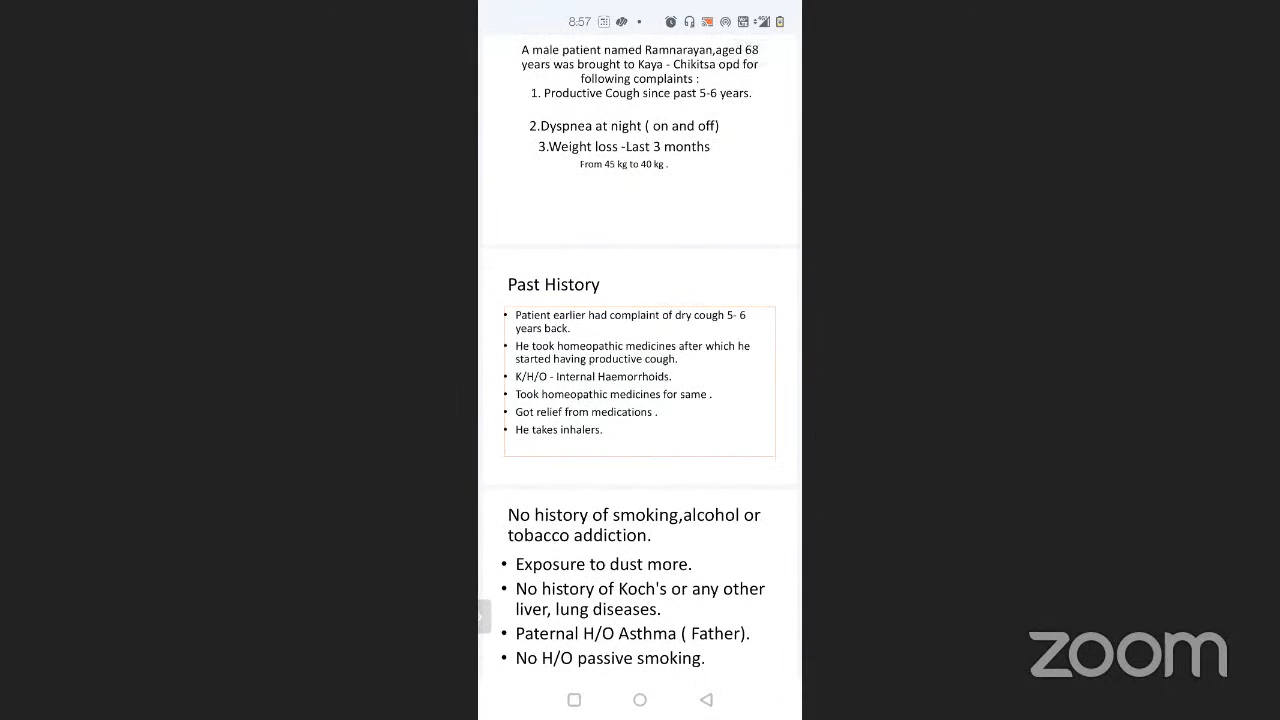 8:57
A male patient named Ramnarayan,aged 68
years was brought to Kaya - Chikitsa opd for
following complaints :
1. Productive Cough since past 5-6 years.
2.Dyspnea at night ( on and off)
3.Weight loss -Last 3 months
From 45 kg to 40 kg .
Past History
• Patient earlier had complaint of dry cough 5- 6
years back.
• He took homeopathic medicines after which he
started having productive cough.
• K/H/O - Internal Haemorrhoids.
• Took homeopathic medicines for same .
• Got relief from medications .
• He takes inhalers.
No history of smoking,alcohol or
tobacco addiction.
• Exposure to dust more.
• No history of Koch's or any other
liver, lung diseases.
• Paternal H/O Asthma ( Father).
• No H/O passive smoking.
zoom